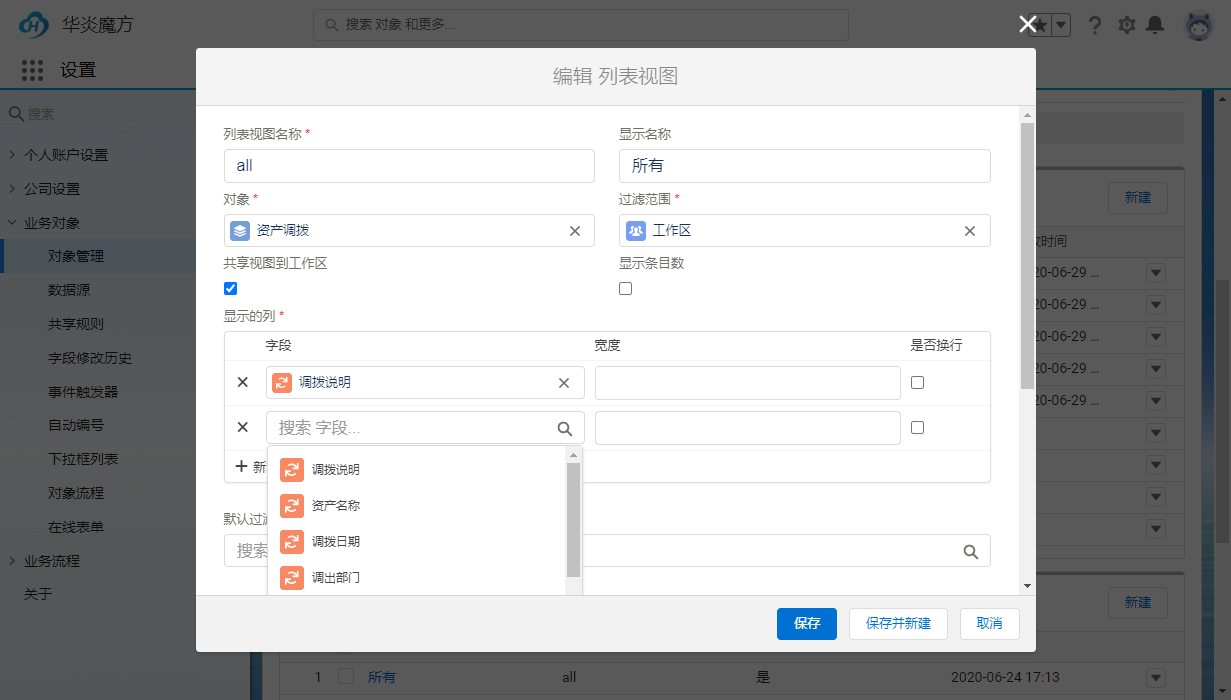 华炎魔方
搜索 对象 和更多...
设置
搜索
个人账户设置
公司设置
业务对象
对象管理
数据源
共享规则
字段修改历史
事件触发器
自动编号
下拉框列表
对象流程
在线表单
业务流程
关于
编辑 列表视图
列表视图名称 *
显示名称
all
所有
对象 *
过滤范围 *
资产调拨
工作区
共享视图到工作区
显示条目数
显示的列 *
字段 宽度 是否换行
调拨说明
搜索 字段...
调拨说明
资产名称
调拨日期
调出部门
新
默认过滤
搜索
保存
保存并新建
取消
新建
时间
20-06-29 ...
20-06-29 ...
20-06-29 ...
20-06-29 ...
20-06-29 ...
新建
1 所有 all 是 2020-06-24 17:13